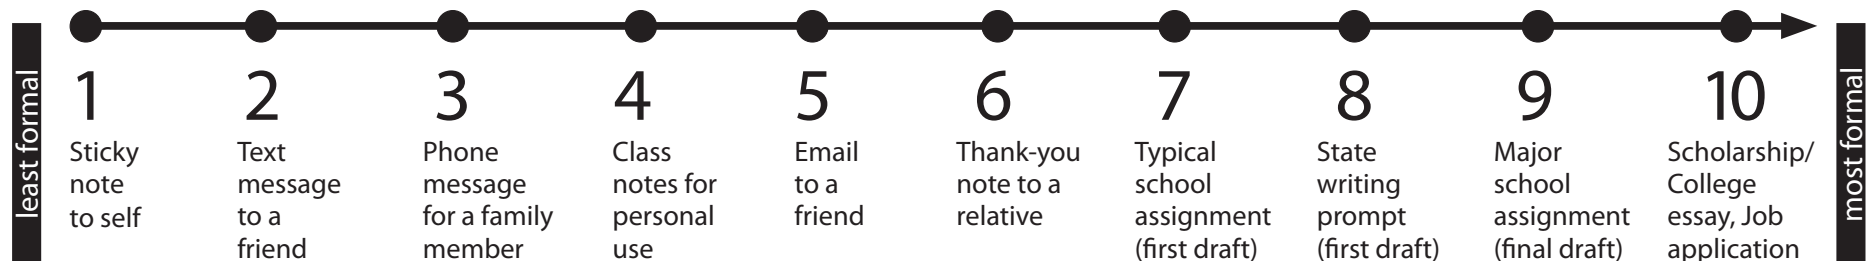 least formal
1
Sticky
note
to self
2
Text
message
to a
friend
3
Phone
message
for a family
member
4
Class
notes for
personal
use
5
Email
to a
friend
6
Thank-you
note to a
relative
7
Typical
school
assignment
(first draft)
8
State
writing
prompt
(first draft)
9
Major
school
assignment
(final draft)
10
Scholarship/
College
essay, Job
application
most formal